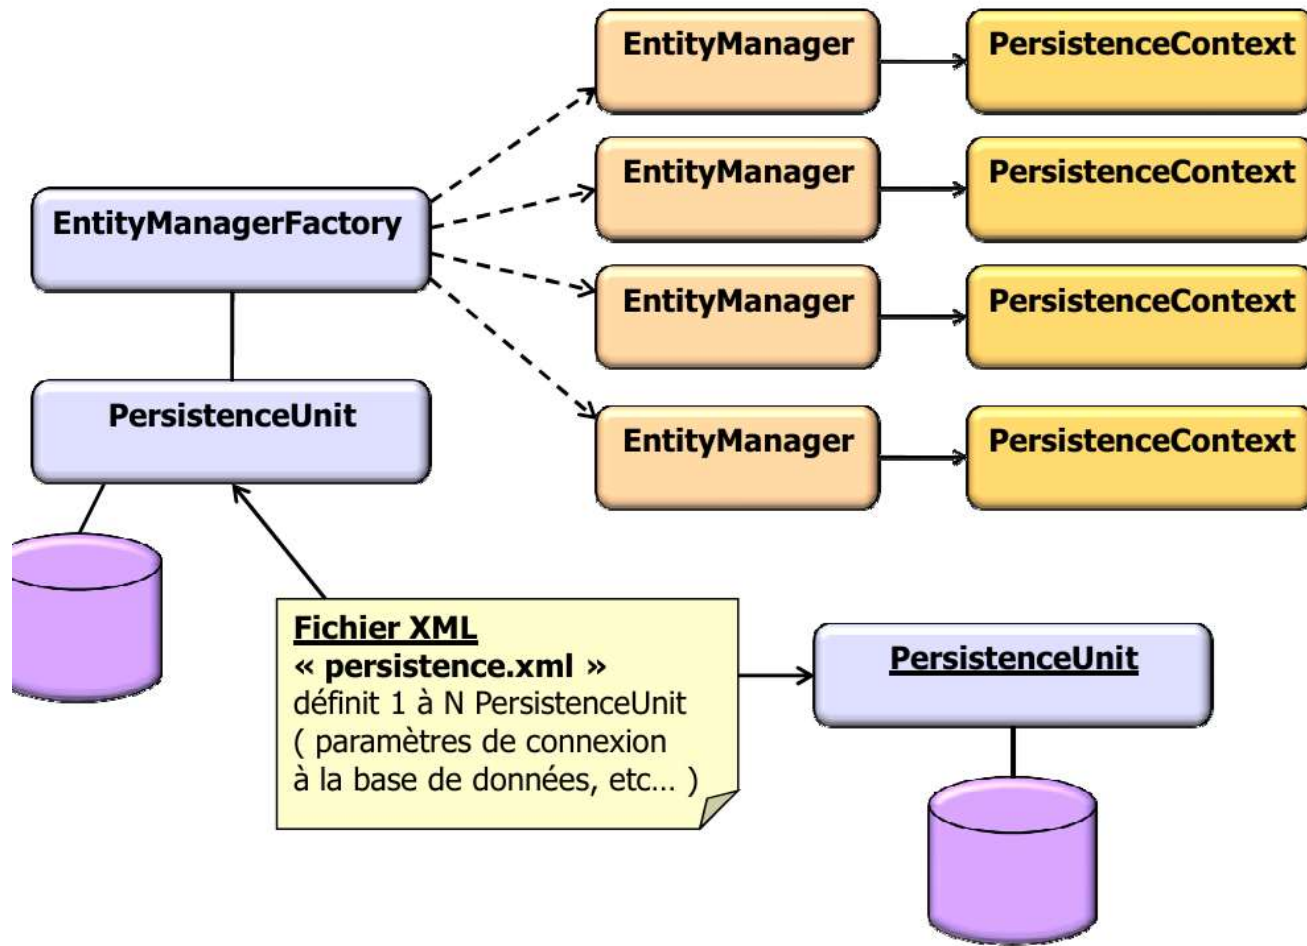 EntityManager
PersistenceContext
EntityManager
PersistenceContext
EntityManagerFactory
EntityManager
PersistenceContext
PersistenceUnit
EntityManager
PersistenceContext
Fichier XML
« persistence.xml »
définit 1 à N PersistenceUnit
( paramètres de connexion
à la base de données, etc... )
PersistenceUnit